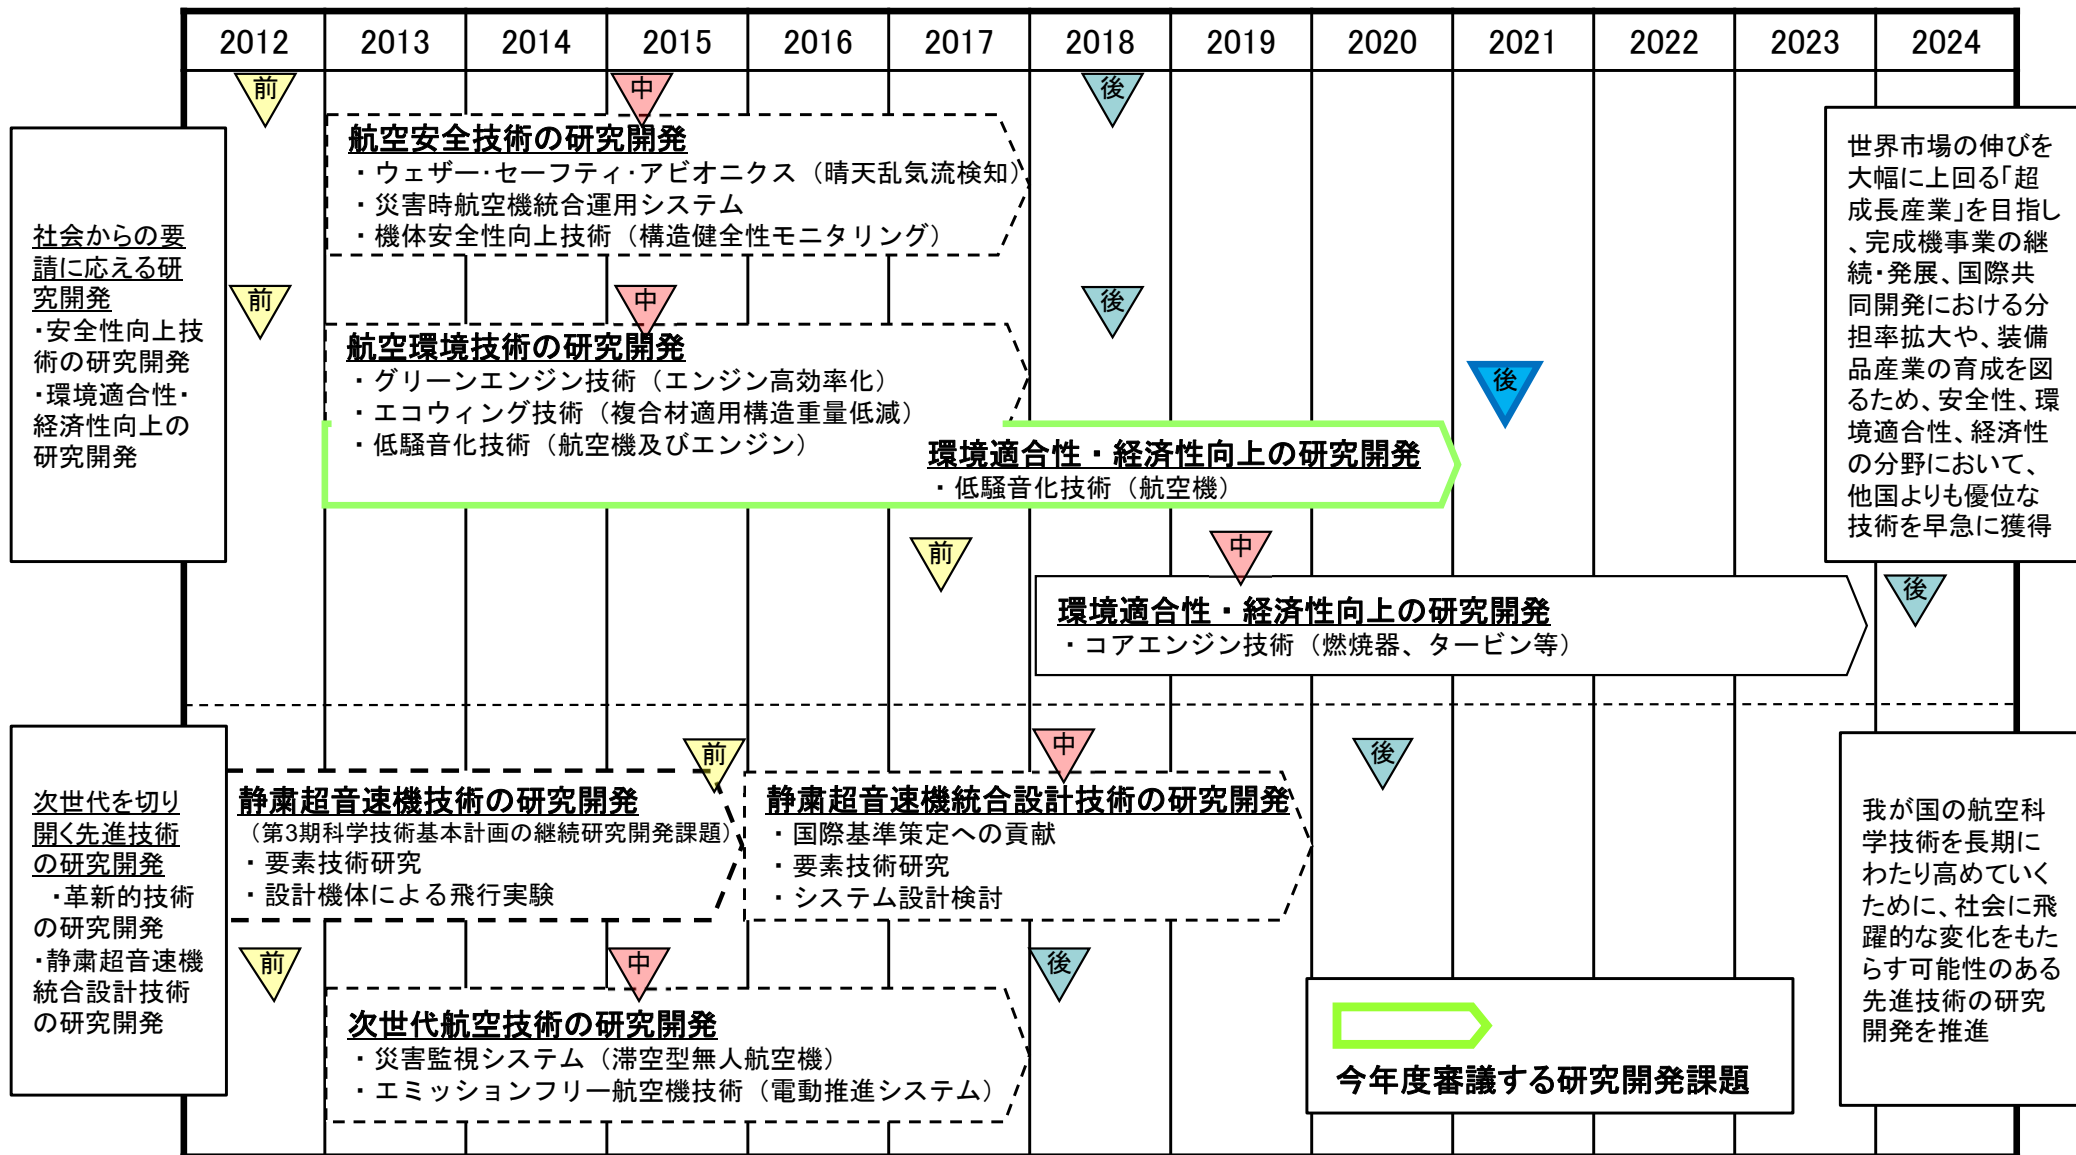 2012 2013 2014 2015 2016 2017 2018 2019 2020 2021 2022 2023 2024
前 中 後
社会からの要
請に応える研
究開発
・安全性向上技
術の研究開発
・環境適合性・
経済性向上の
研究開発
航空安全技術の研究開発
・ウェザー・セーフティ・アビオニクス（晴天乱気流検知）
・災害時航空機統合運用システム
・機体安全性向上技術（構造健全性モニタリング）
前 中 後
航空環境技術の研究開発
・グリーンエンジン技術（エンジン高効率化）
・エコウィング技術（複合材適用構造重量低減）
・低騒音化技術（航空機及びエンジン）
後
環境適合性・経済性向上の研究開発
・低騒音化技術（航空機）
前 中 後
環境適合性・経済性向上の研究開発
・コアエンジン技術（燃焼器、タービン等）
世界市場の伸びを
大幅に上回る「超
成長産業」を目指し
、完成機事業の継
続・発展、国際共
同開発における分
担率拡大や、装備
品産業の育成を図
るため、安全性、環
境適合性、経済性
の分野において、
他国よりも優位な
技術を早急に獲得
次世代を切り
開く先進技術
の研究開発
・革新的技術
の研究開発
・静粛超音速機
統合設計技術
の研究開発
前 中 後
静粛超音速機技術の研究開発
（第3期科学技術基本計画の継続研究開発課題）
・要素技術研究
・設計機体による飛行実験
静粛超音速機統合設計技術の研究開発
・国際基準策定への貢献
・要素技術研究
・システム設計検討
前 中 後
次世代航空技術の研究開発
・災害監視システム（滞空型無人航空機）
・エミッションフリー航空機技術（電動推進システム）
今年度審議する研究開発課題
我が国の航空科
学技術を長期に
わたり高めていく
ために、社会に飛
躍的な変化をもた
らす可能性のある
先進技術の研究
開発を推進